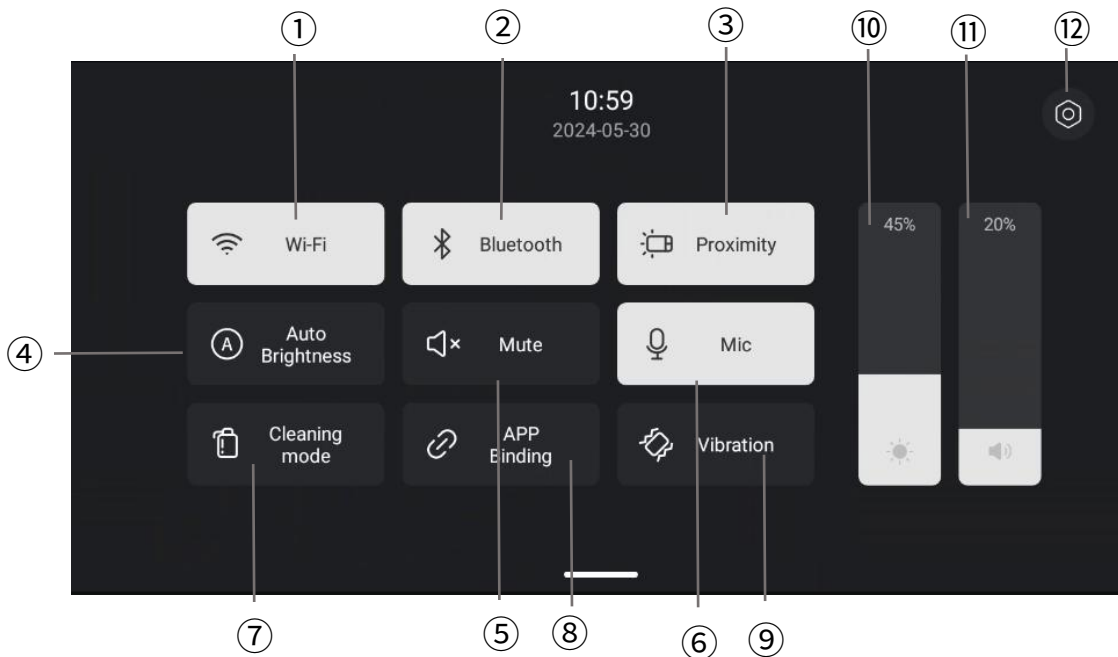 ① ② ③ ⑩ ⑪ ⑫
10:59
2024-05-30
Wi-Fi
Bluetooth
Proximity
45%
20%
④
A
Auto
Brightness
Mute
Mic
Cleaning
mode
APP
Binding
Vibration
⑦ ⑤ ⑧ ⑥ ⑨